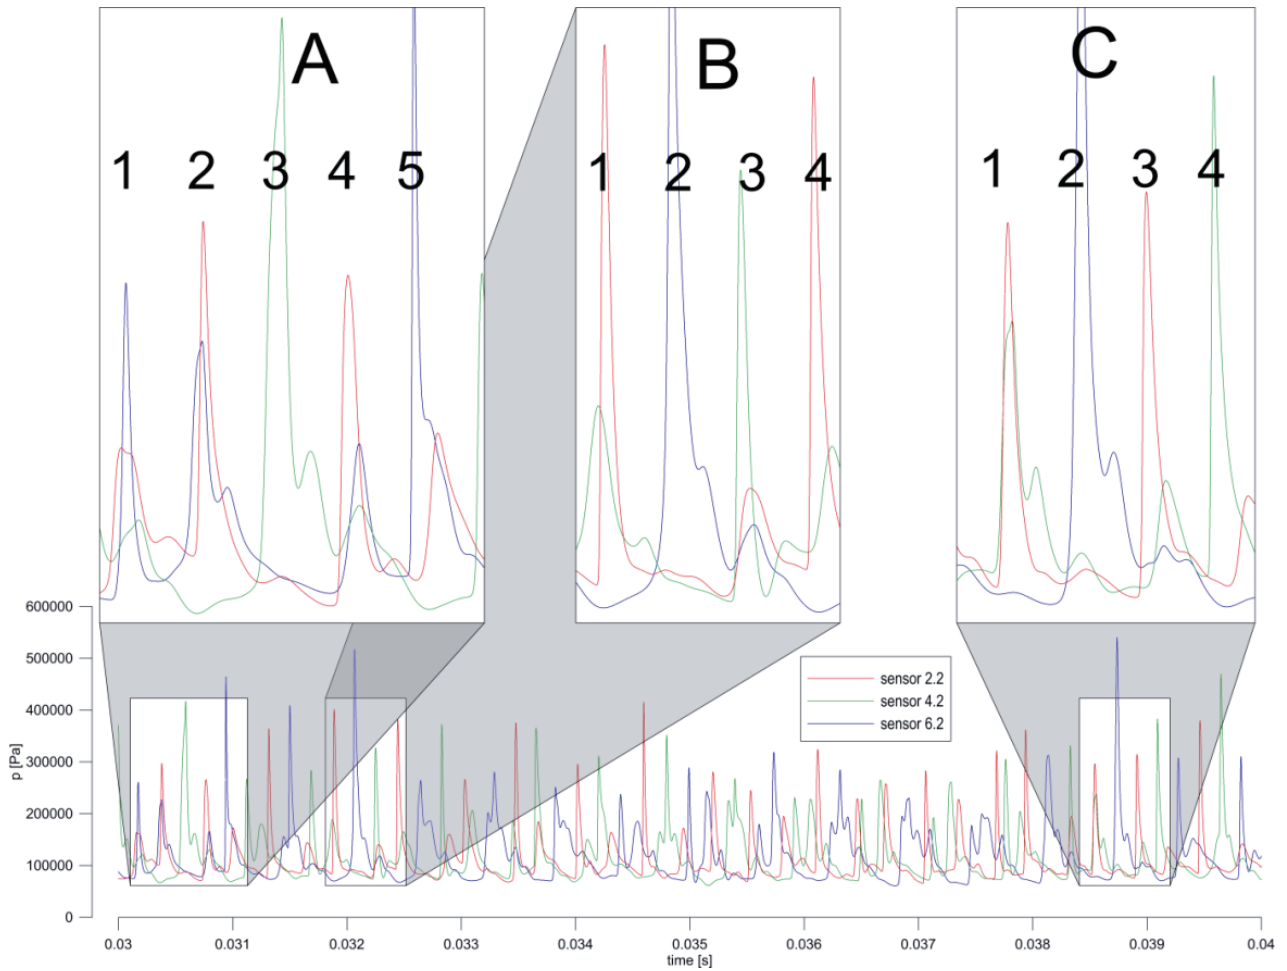 A
B
C
1 2 3 4 5
1 2 3 4
1 2 3 4
600000
500000
400000
300000
200000
100000
0
p [Pa]
sensor 2.2
sensor 4.2
sensor 6.2
0.03 0.031 0.032 0.033 0.034 0.035 0.036 0.037 0.038 0.039 0.04
time [s]